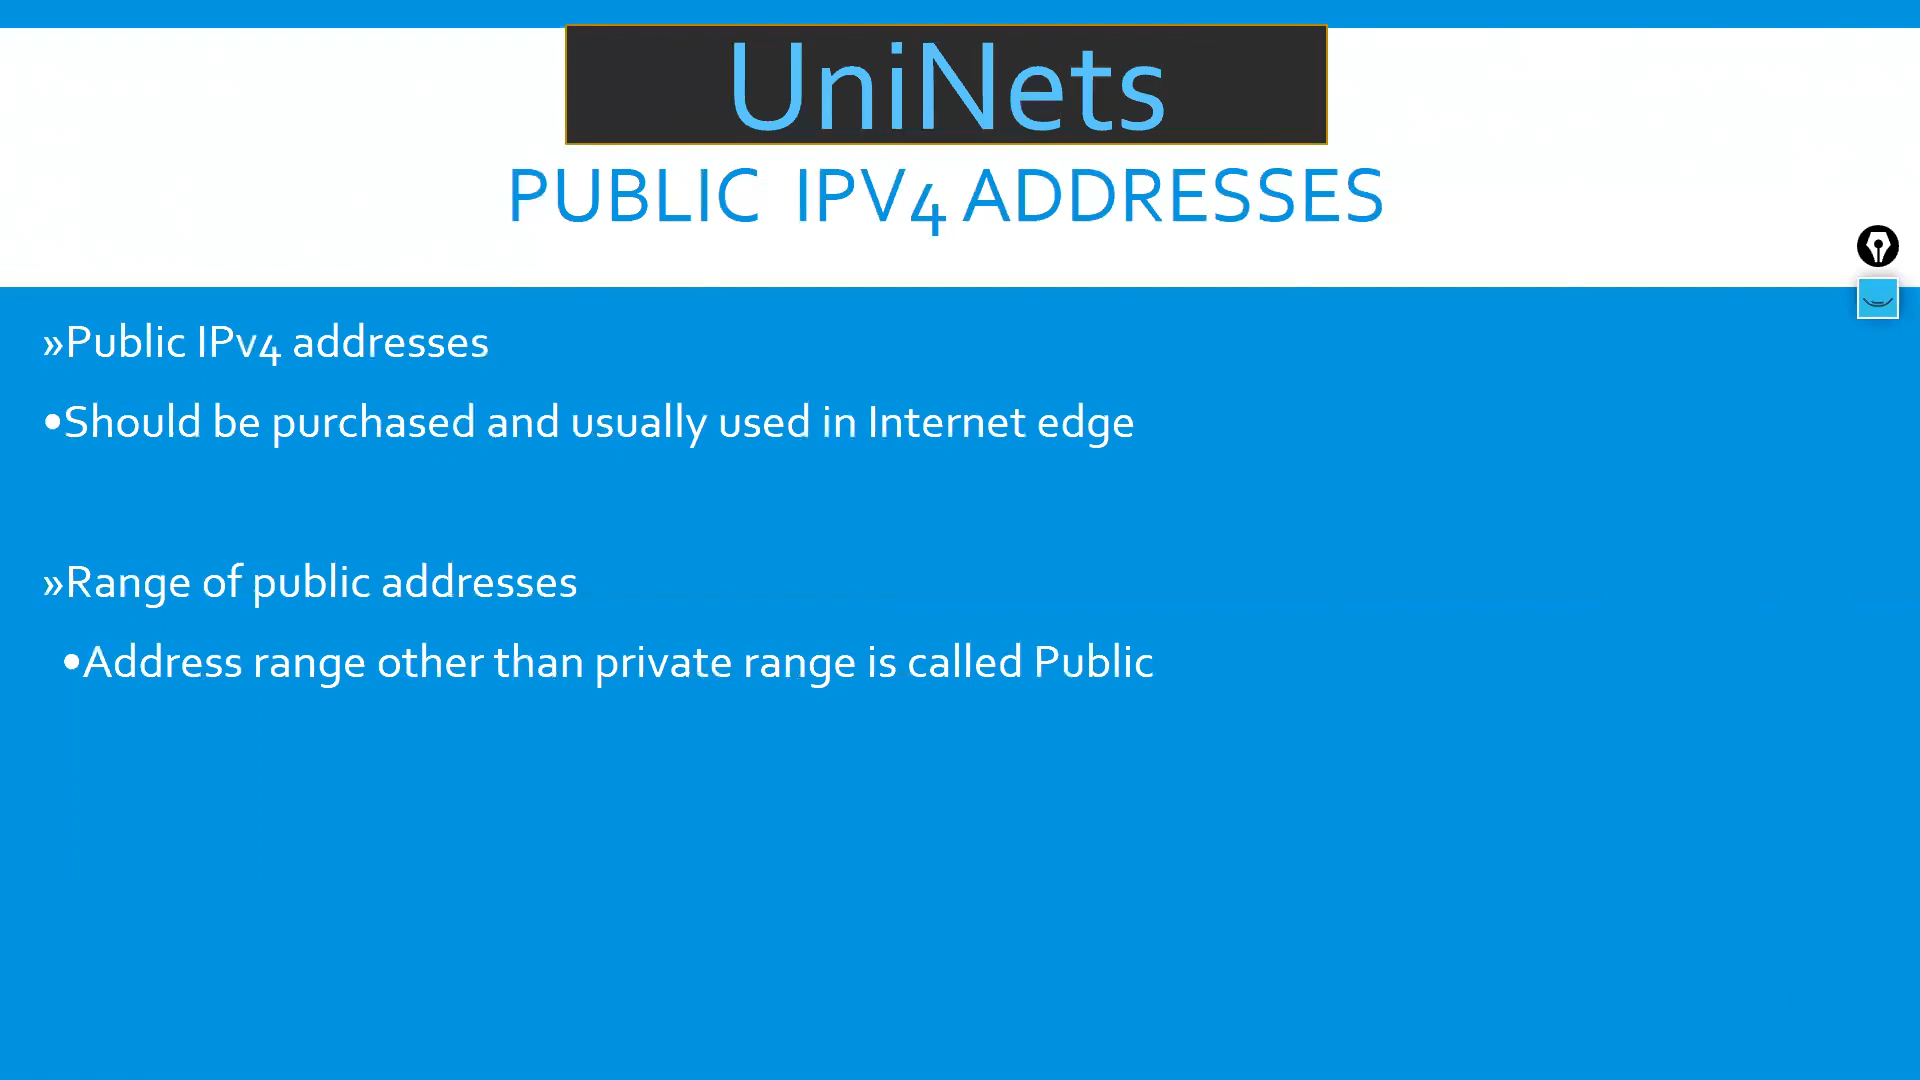 UniNets
PUBLIC IPV4 ADDRESSES
»Public IPv4 addresses
•Should be purchased and usually used in Internet edge
»Range of public addresses
•Address range other than private range is called Public